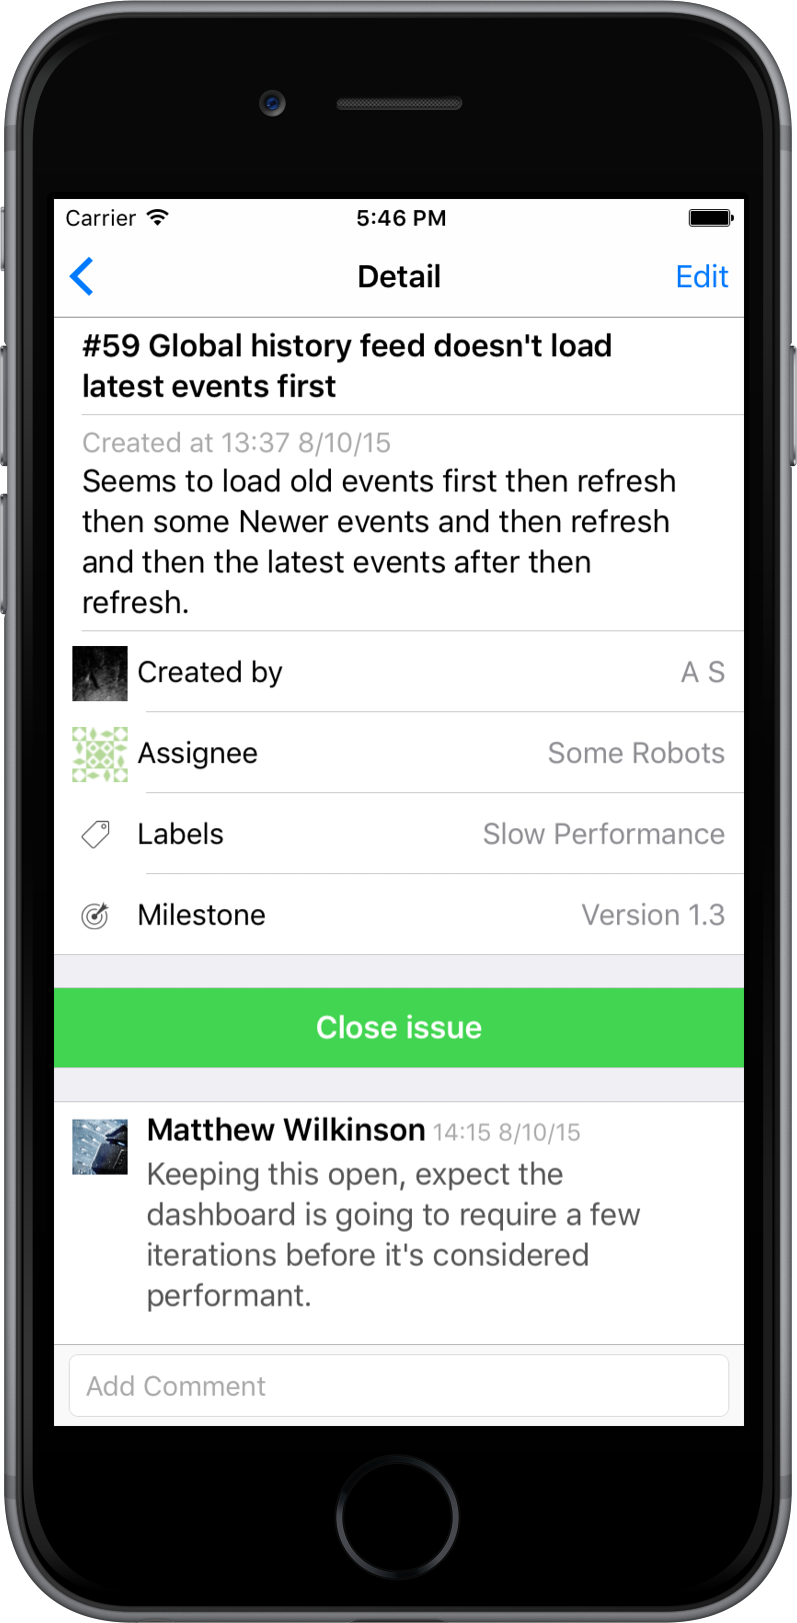 Carrier 5:46 PM
Detail Edit
#59 Global history feed doesn't load
latest events first
Created at 13:37 8/10/15
Seems to load old events first then refresh
then some Newer events and then refresh
and then the latest events after then
refresh.
Created by A S
Assignee Some Robots
Labels Slow Performance
Milestone Version 1.3
Close issue
Matthew Wilkinson 14:15 8/10/15
Keeping this open, expect the
dashboard is going to require a few
iterations before it's considered
performant.
Add Comment